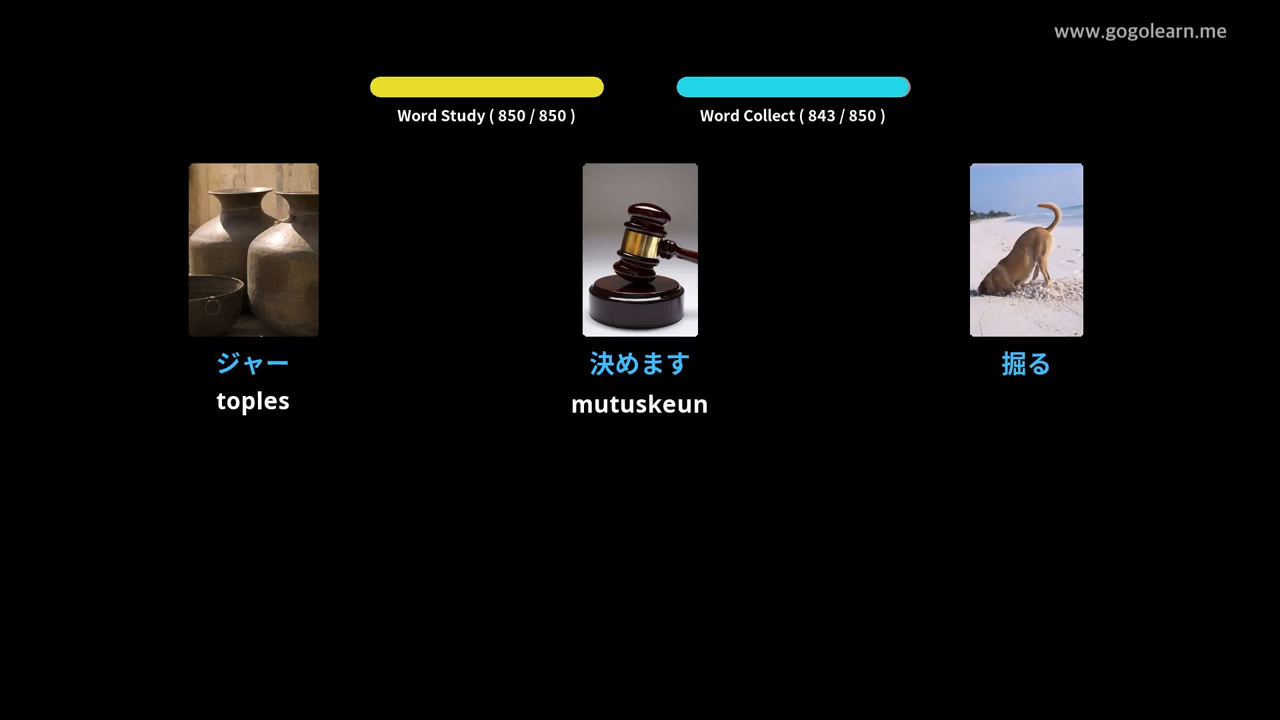 www.gogolearn.me
Word Study ( 850 / 850 )
Word Collect ( 843 / 850 )
ジャー
決めます
掘る
toples
mutuskeun